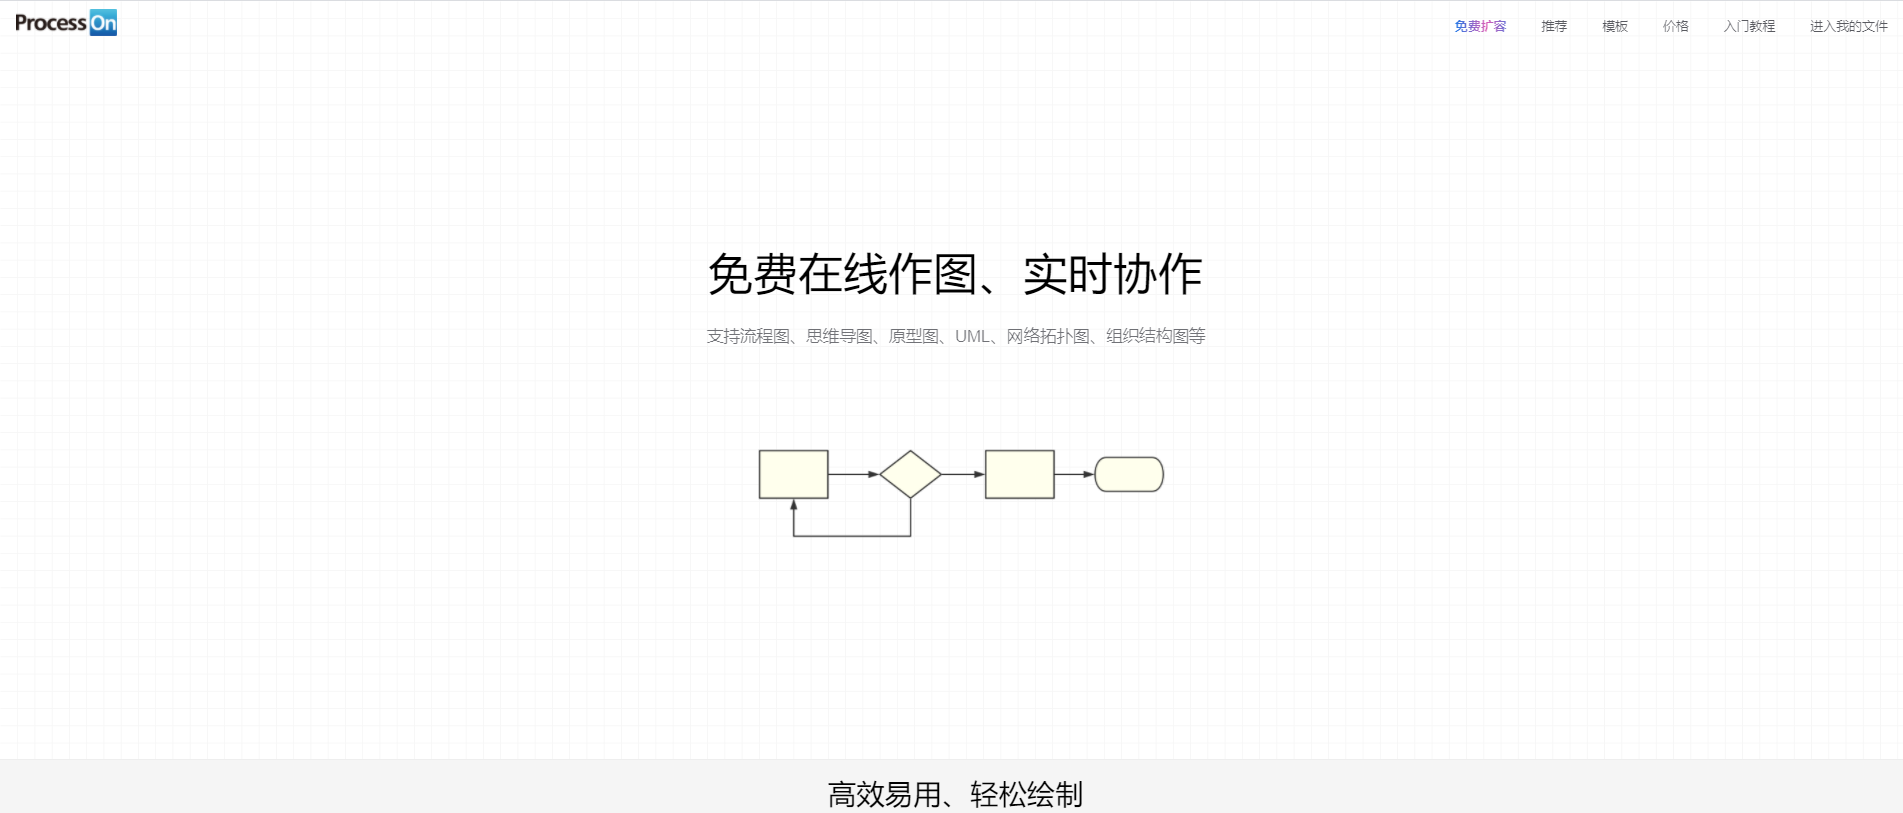 ProcessOn
免费扩容 推荐 模板 价格 入门教程 进入我的文件
免费在线作图、实时协作
支持流程图、思维导图、原型图、UML、网络拓扑图、组织结构图等
高效易用、轻松绘制